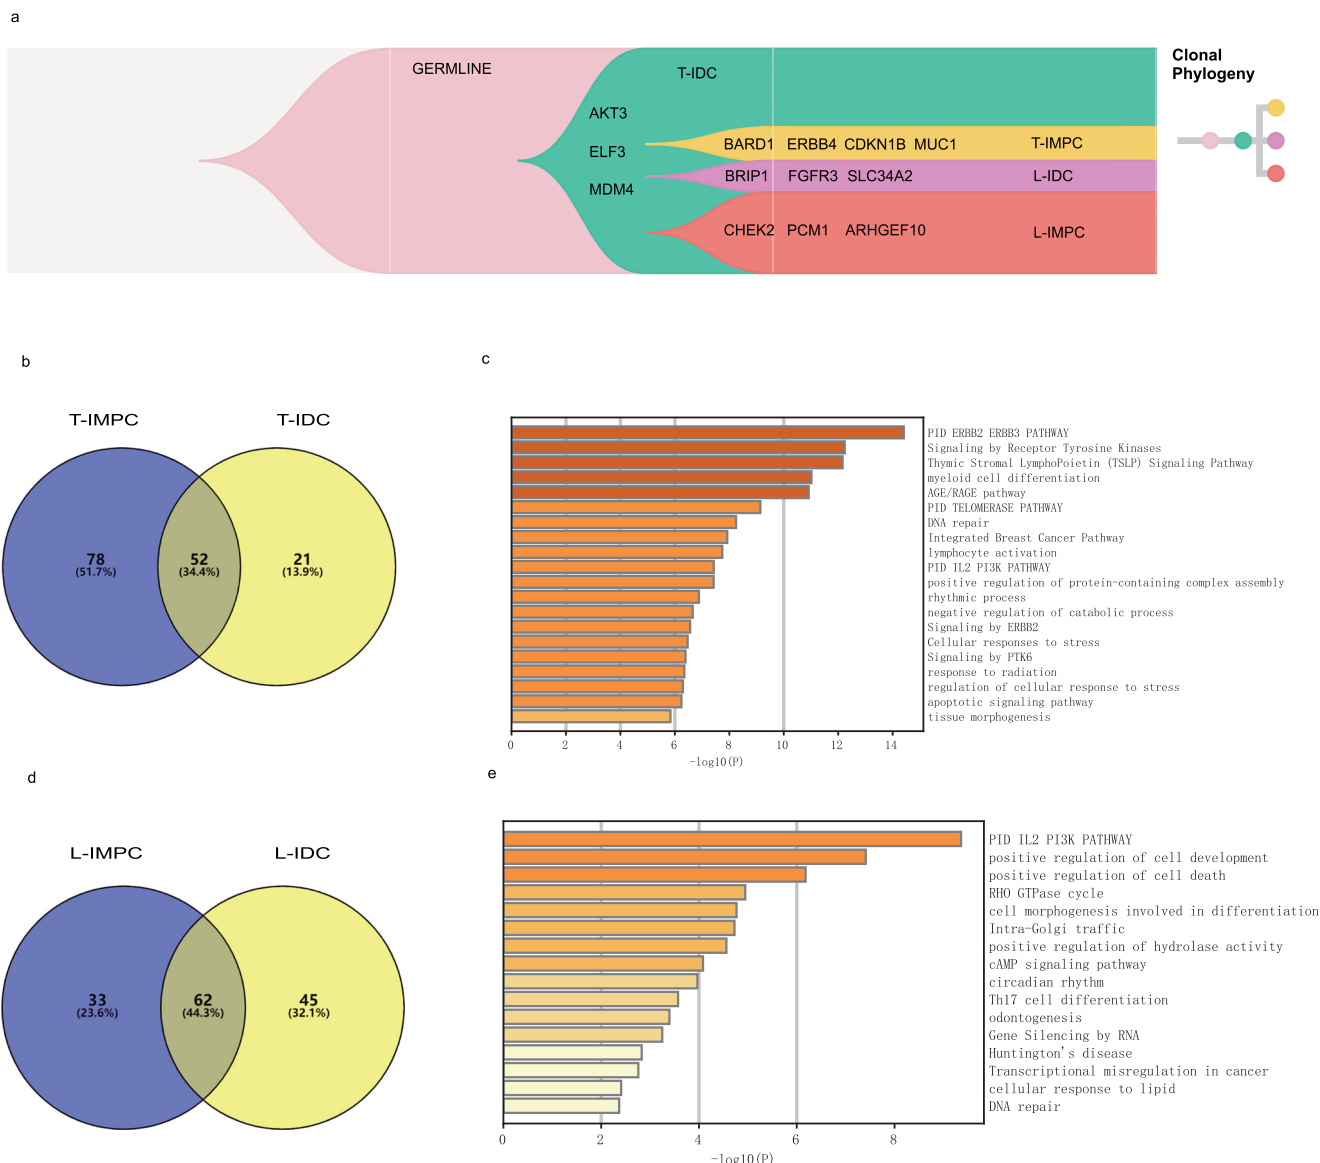 a
GERMLINE
T-IDC
AKT3
ELF3
MDM4
BARD1 ERBB4 CDKN1B MUC1 T-IMPC
BRIP1 FGFR3 SLC34A2 L-IDC
CHEK2 PCM1 ARHGEF10 L-IMPC
Clonal
Phylogeny
b
T-IMPC T-IDC
78 52 21
(51.7%) (34.4%) (13.9%)
c
PID ERBB2 ERBB3 PATHWAY
Signaling by Receptor Tyrosine Kinases
Thymic Stromal LymphoPoietin (TSLP) Signaling Pathway
myeloid cell differentiation
AGE/RAGE pathway
PID TELOMERASE PATHWAY
DNA repair
Integrated Breast Cancer Pathway
lymphocyte activation
PID IL2 PI3K PATHWAY
positive regulation of protein-containing complex assembly
rhythmic process
negative regulation of catabolic process
Signaling by ERBB2
Cellular responses to stress
Signaling by PTK6
response to radiation
regulation of cellular response to stress
apoptotic signaling pathway
tissue morphogenesis
0 2 4 6 8 10 12 14
-log10(P)
d
L-IMPC L-IDC
33 62 45
(23.6%) (44.3%) (32.1%)
e
PID IL2 PI3K PATHWAY
positive regulation of cell development
positive regulation of cell death
RHO GTPase cycle
cell morphogenesis involved in differentiation
Intra-Golgi traffic
positive regulation of hydrolase activity
cAMP signaling pathway
circadian rhythm
Th17 cell differentiation
odontogenesis
Gene Silencing by RNA
Huntington's disease
Transcriptional misregulation in cancer
cellular response to lipid
DNA repair
0 2 4 6 8
-log10(P)